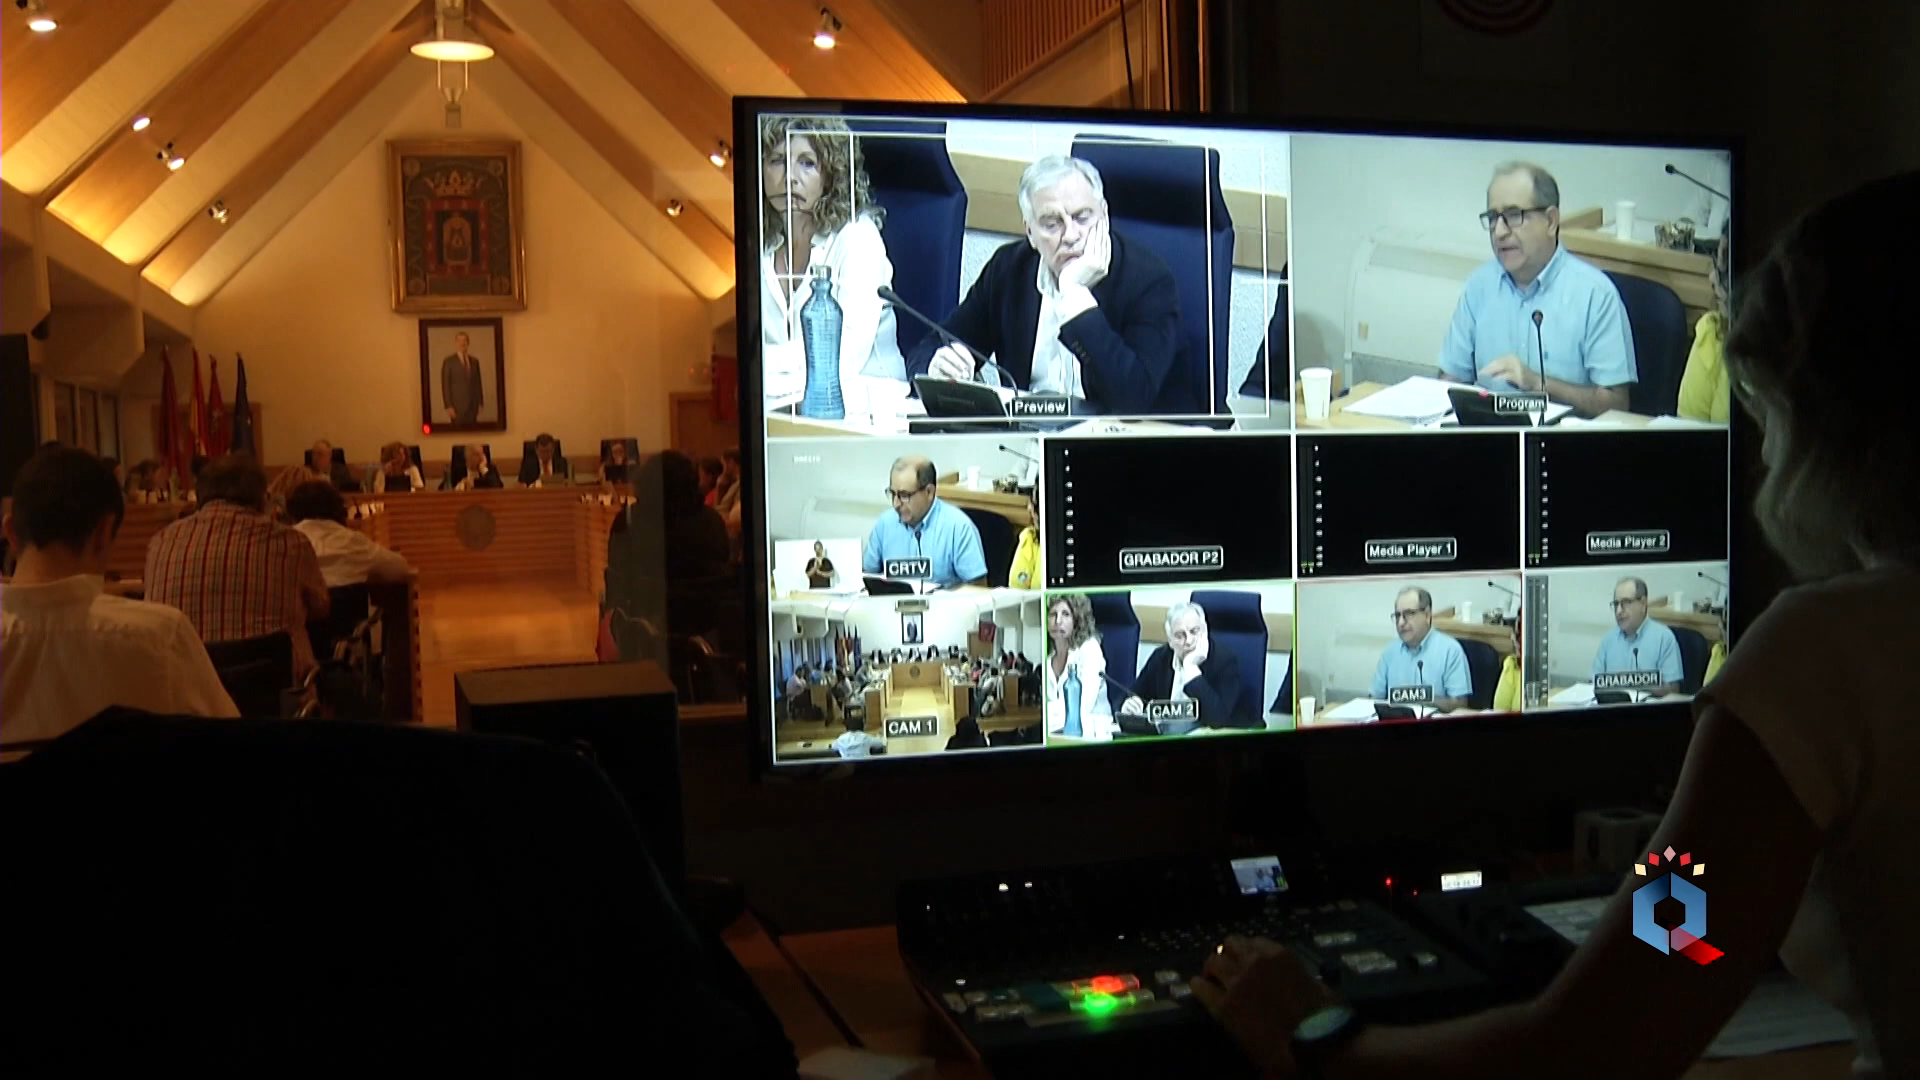 Preview
Program
CRTV
GRABADOR P2
Media Player 1
Media Player 2
CAM 1
CAM 2
CAM3
GRABADOR